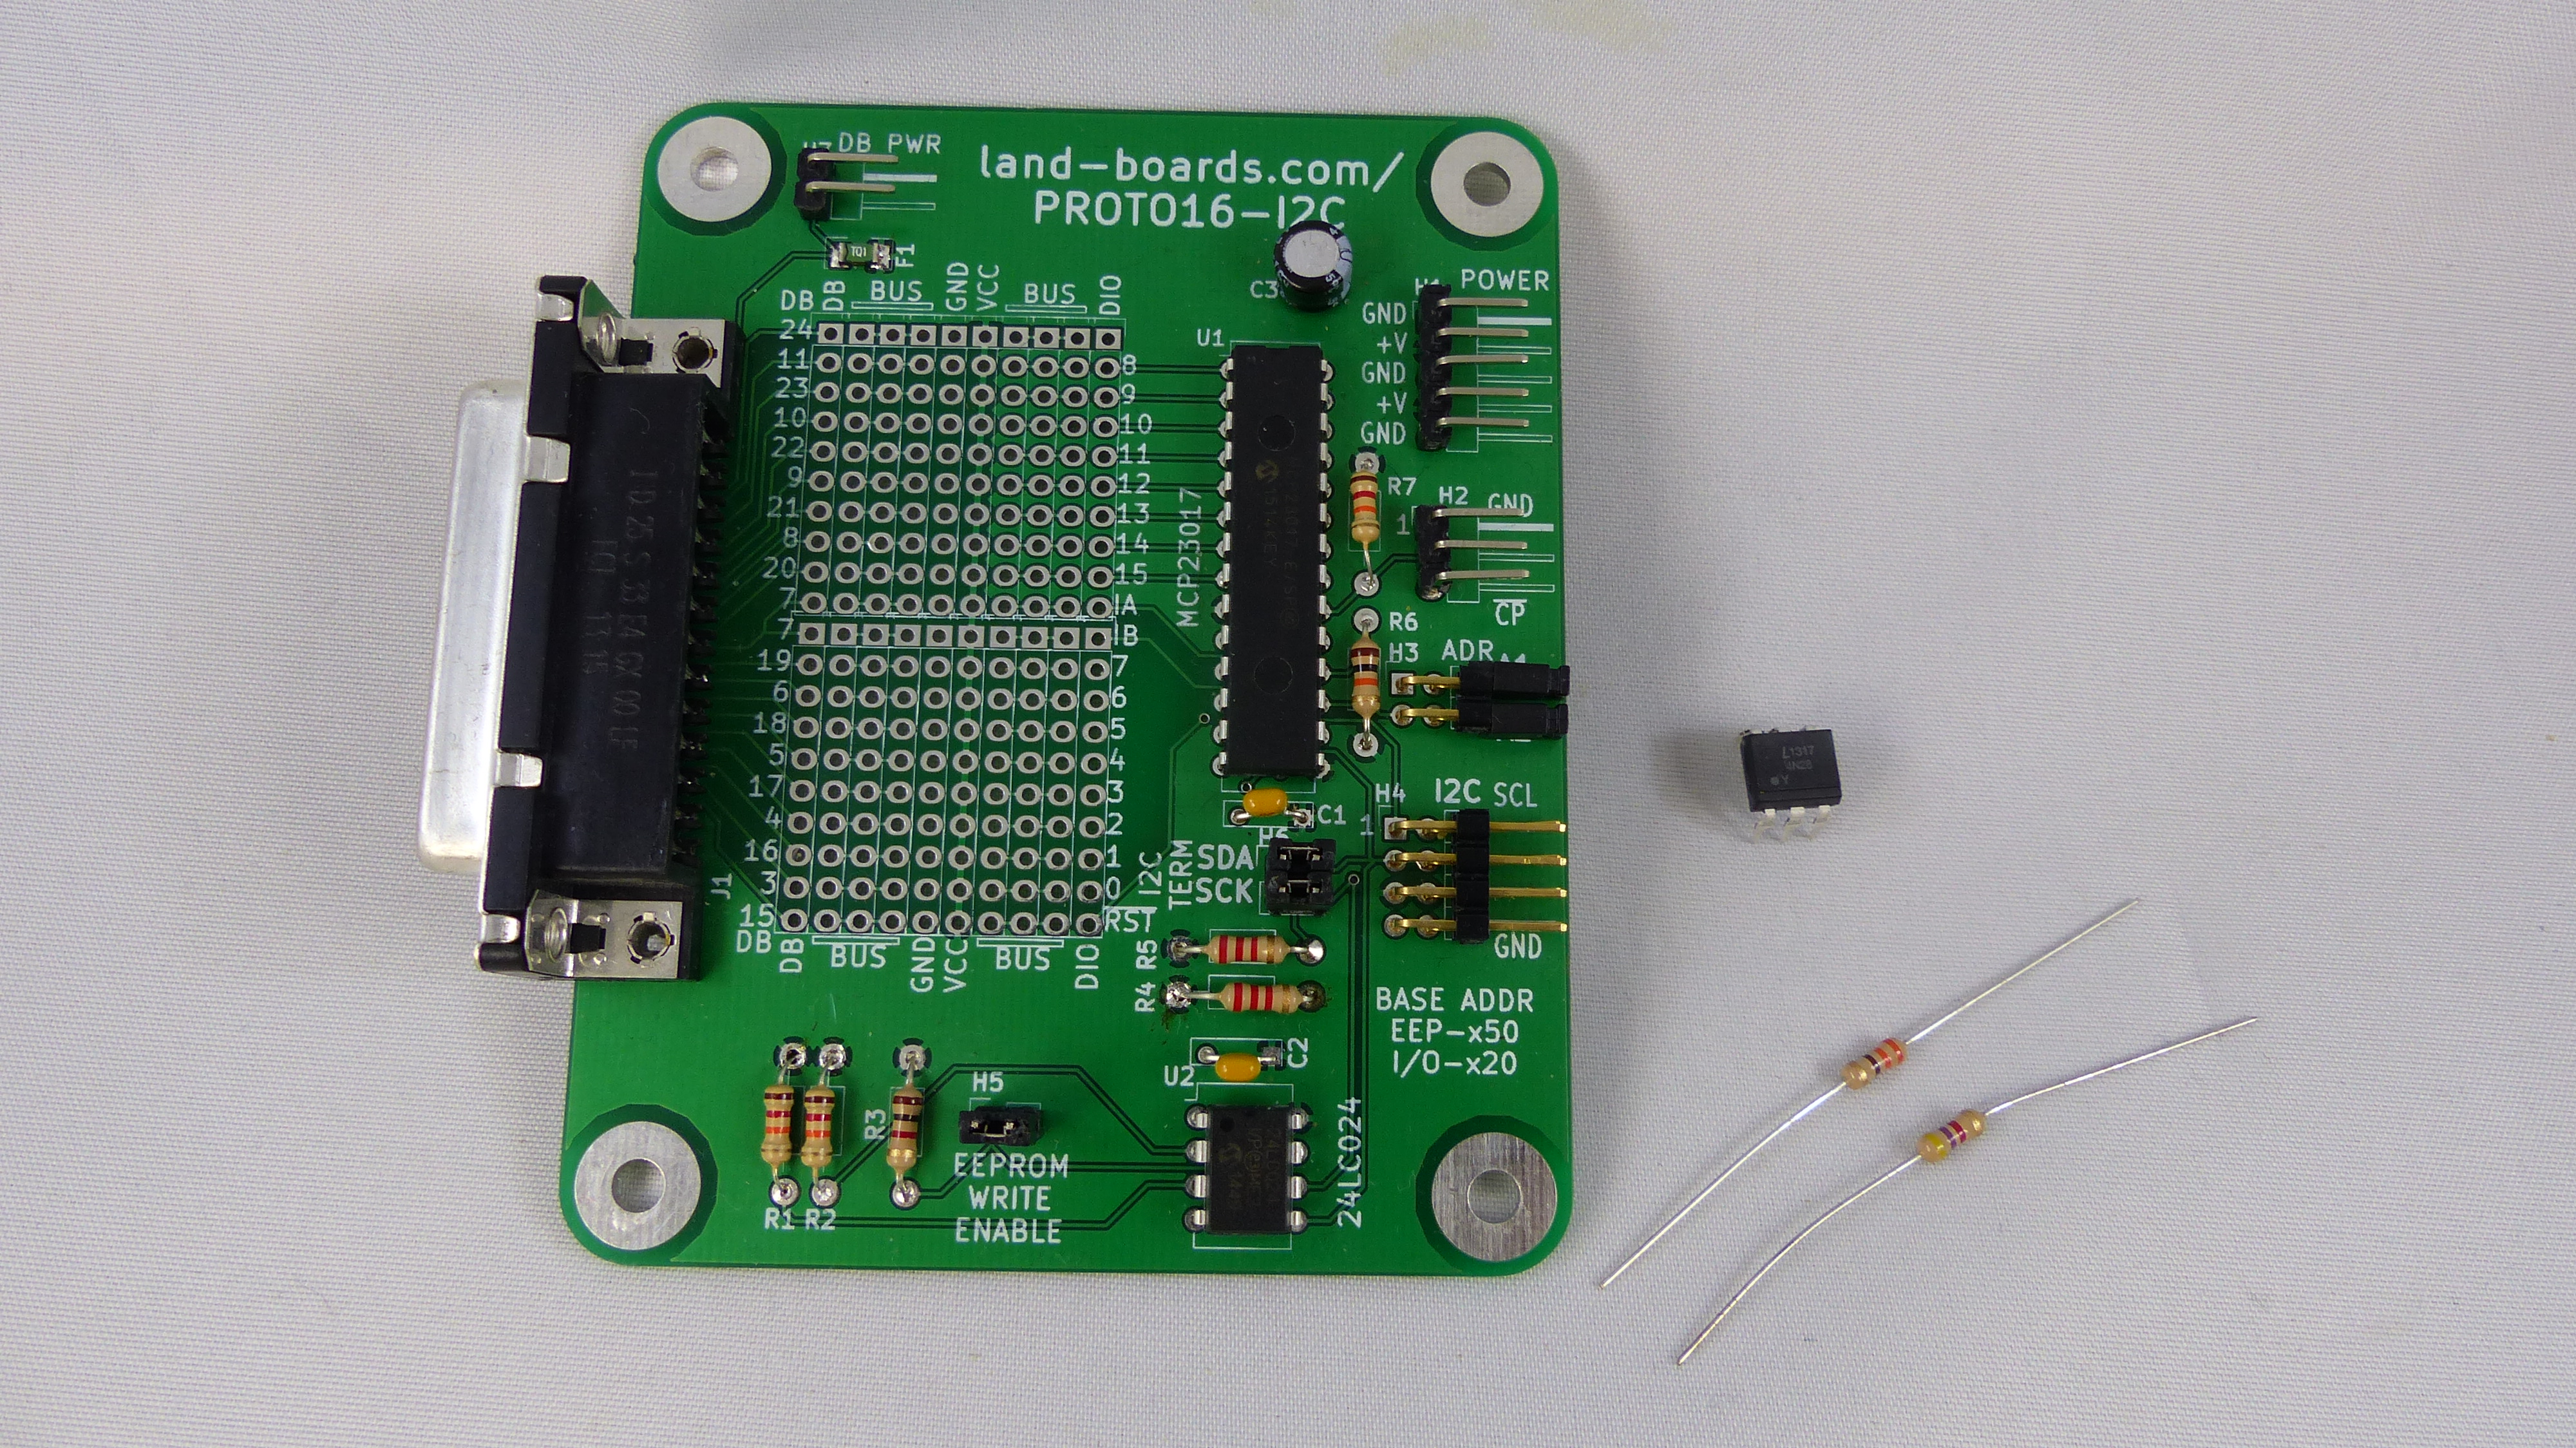 DB PWR
land-boards.com/
PROTO16-I2C
F1
TQ1
C3
POWER
GND
+V
GND
+V
GND
DB
DB
BUS
GND
VCC
BUS
DIO
24
11
23
10
22
9
21
8
20
7
7
19
6
18
5
17
4
16
3
15
DB
8
9
10
11
12
13
14
15
IA
IB
7
6
5
4
3
2
1
0
RST
DB
BUS
GND
VCC
BUS
DIO
J1
U1
MCP23017
R7
H2
GND
1
CP
R6
H3
ADR
L1317
4N25
Y
C1
H4
I2C
SCL
1
GND
I2C
TERM
SDA
SCK
R5
R4
BASE ADDR
EEP-x50
I/O-x20
C2
U2
24LC024
R1
R2
R3
H5
EEPROM
WRITE
ENABLE